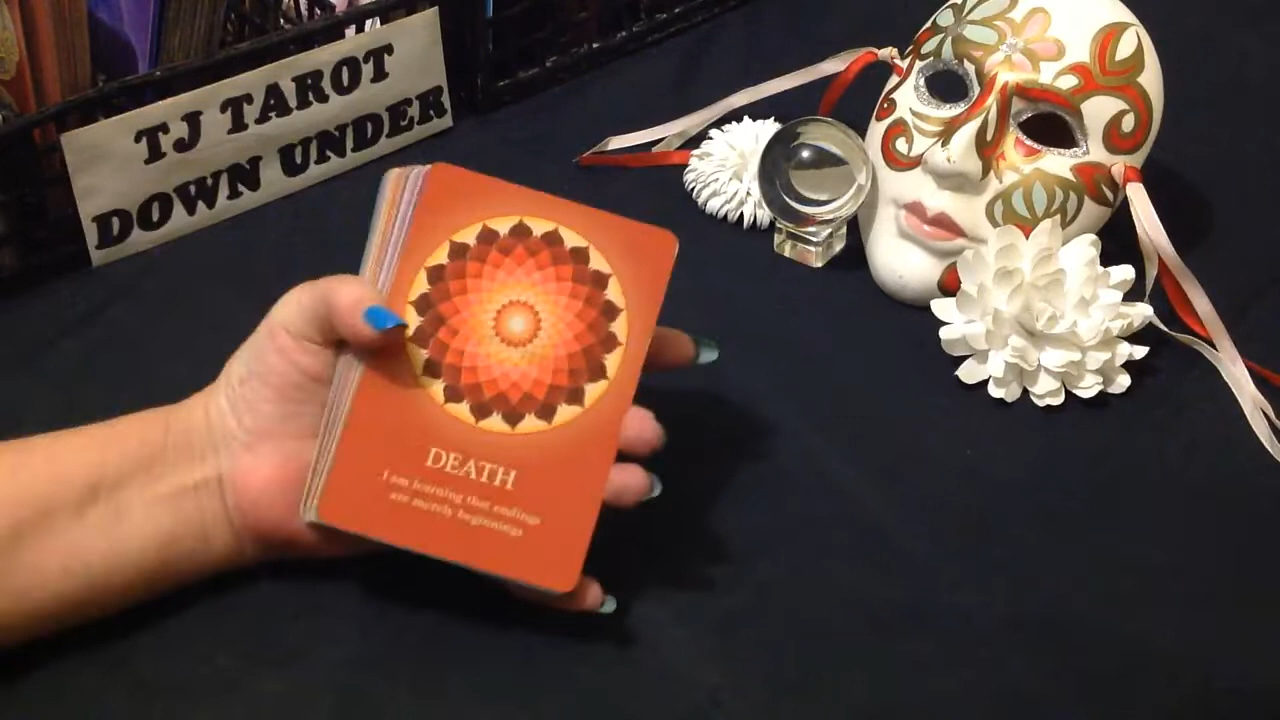 TJ TAROT
DOWN UNDER
DEATH
I am learning that endings
are merely beginnings